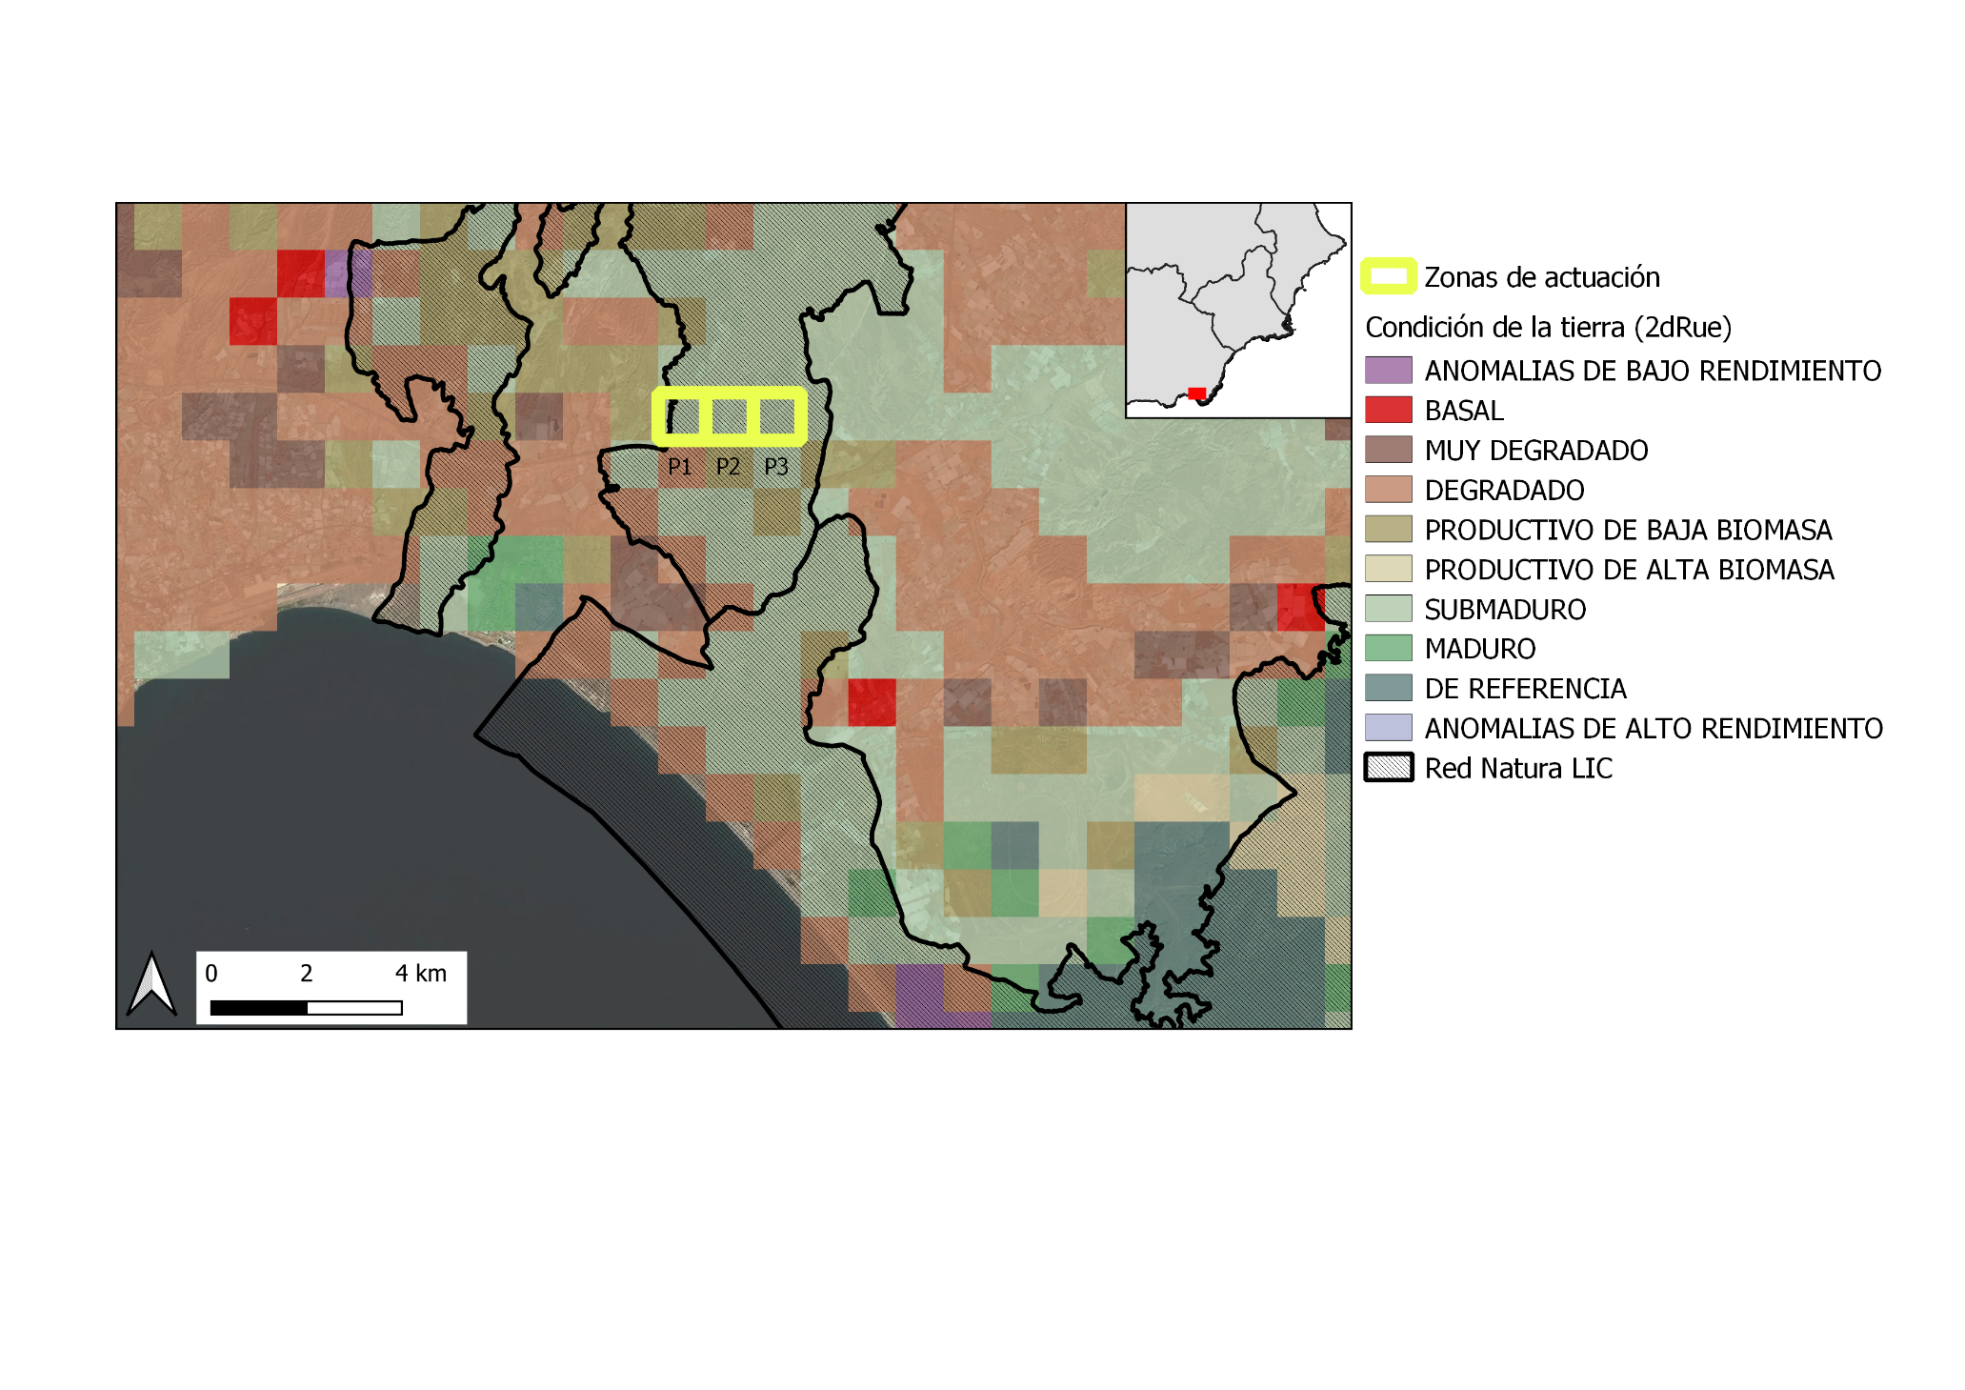 Zonas de actuación
Condición de la tierra (2dRue)
ANOMALIAS DE BAJO RENDIMIENTO
BASAL
MUY DEGRADADO
DEGRADADO
PRODUCTIVO DE BAJA BIOMASA
PRODUCTIVO DE ALTA BIOMASA
SUBMADURO
MADURO
DE REFERENCIA
ANOMALIAS DE ALTO RENDIMIENTO
Red Natura LIC
P1 P2 P3
0 2 4 km